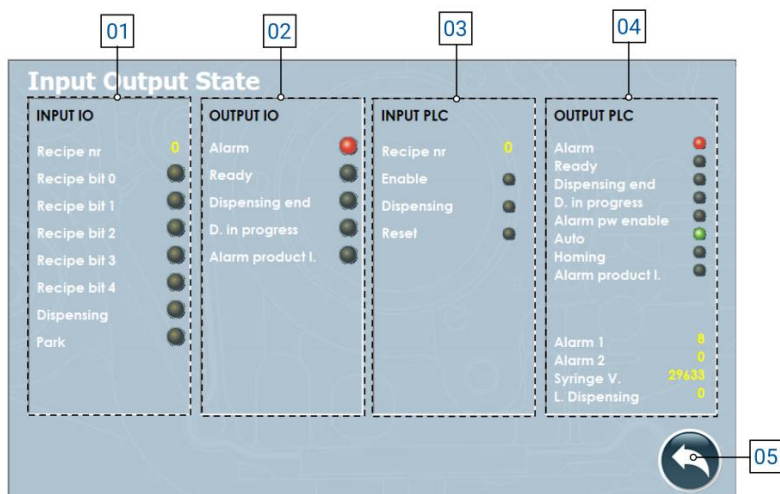 01
02
03
04
Input Output State
INPUT IO
Recipe nr 0
Recipe bit 0
Recipe bit 1
Recipe bit 2
Recipe bit 3
Recipe bit 4
Dispensing
Park
OUTPUT IO
Alarm
Ready
Dispensing end
D. in progress
Alarm product l.
INPUT PLC
Recipe nr 0
Enable
Dispensing
Reset
OUTPUT PLC
Alarm
Ready
Dispensing end
D. in progress
Alarm pw enable
Auto
Homing
Alarm product l.
Alarm 1 8
Alarm 2 0
Syringe V. 29633
L. Dispensing 0
05